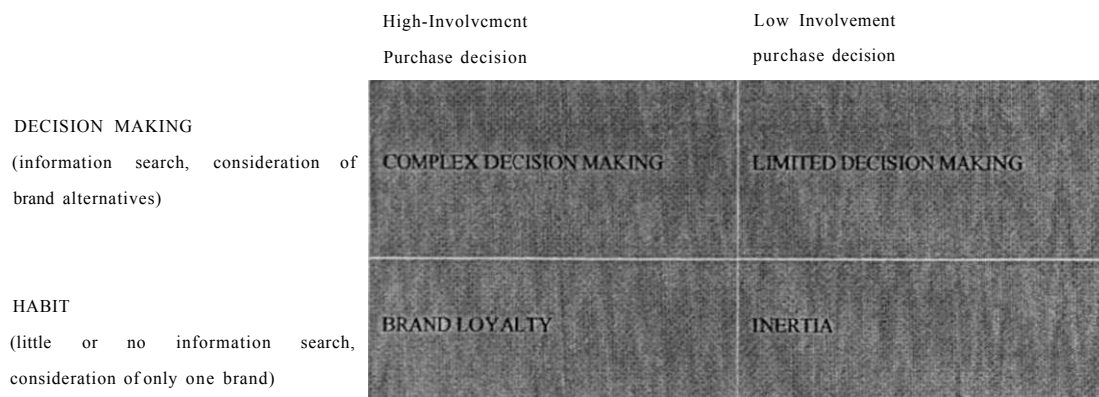 High-Involvcmcnt
Purchase decision
Low Involvement
purchase decision
DECISION MAKING
(information search, consideration of
brand alternatives)
COMPLEX DECISION MAKING
LIMITED DECISION MAKING
HABIT
(little or no information search,
consideration of only one brand)
BRAND LOYALTY
INERTIA